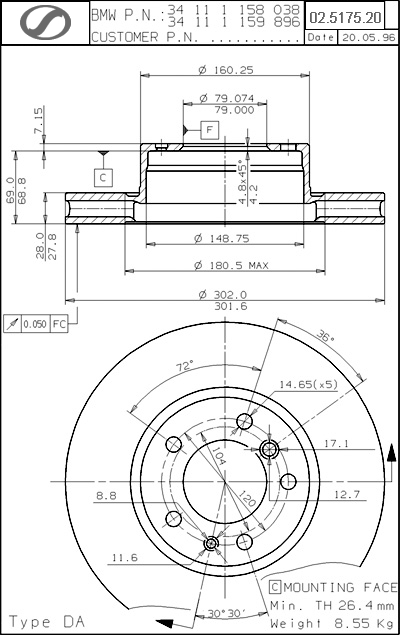 BMW P.N.: 34 11 1 158 038
34 11 1 159 896
02.5175.20
CUSTOMER P.N. ...........
Date 20.05.96
Ø 160.25
Ø 79.074
79.000
7.15
F
C
4.8x45°
4.2
69.0
68.8
28.0
27.8
Ø 148.75
Ø 180.5 MAX
Ø 302.0
301.6
0.050 FC
36°
72°
14.65(x5)
17.1
104
120
8.8
12.7
11.6
C MOUNTING FACE
Min. TH 26.4mm
Type DA
30°30'
Weight 8.55 Kg